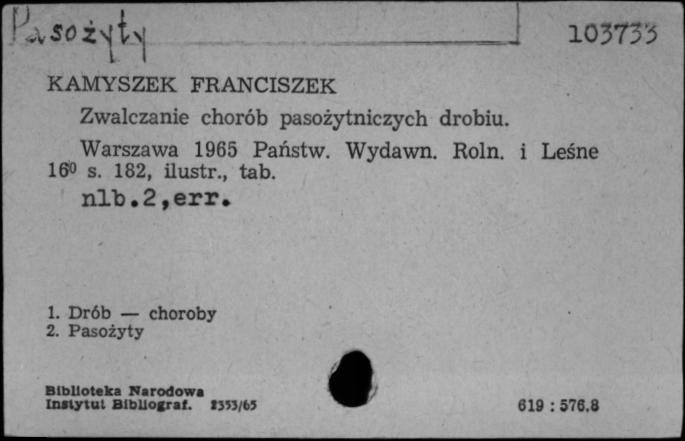 Pasożyty
103733
KAMYSZEK FRANCISZEK
Zwalczanie chorób pasożytniczych drobiu.
Warszawa 1965 Państw. Wydawn. Roln. i Leśne
16º s. 182, ilustr., tab.
nlb.2,err.
1. Drób — choroby
2. Pasożyty
Biblioteka Narodowa
Instytut Bibliograf. 2353/65
619 : 576.8